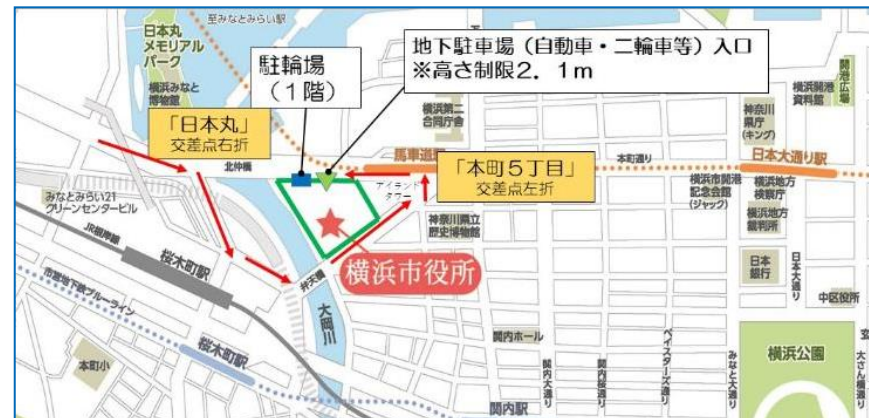 至みなとみらい駅
日本丸
メモリアル
パーク
横浜みなと
博物館
駐輪場
(1階)
地下駐車場(自動車・二輪車等)入口
※高さ制限2.1m
横浜第二
合同庁舎
神奈川
県庁
(キング)
横浜開港
資料館
開港
広場
「日本丸」
交差点右折
北仲橋
馬車道駅
「本町5丁目」
交差点左折
本町通り
日本大通り駅
アイランド
タワー
みなとみらい21
クリーンセンタービル
神奈川県立
歴史博物館
横浜市開港
記念会館
(ジャック)
横浜地方
検察庁
横浜地方
裁判所
JR根岸線
桜木町駅
横浜市役所
弁天橋
大岡川
市営地下鉄ブルーライン
桜木町駅
本町小
日本
銀行
日本大通り
中区役所
関内ホール
関内駅
関内大通り
関内桜通り
ベイスターズ通り
みなと大通り
横浜公園
大さん橋通り
玄